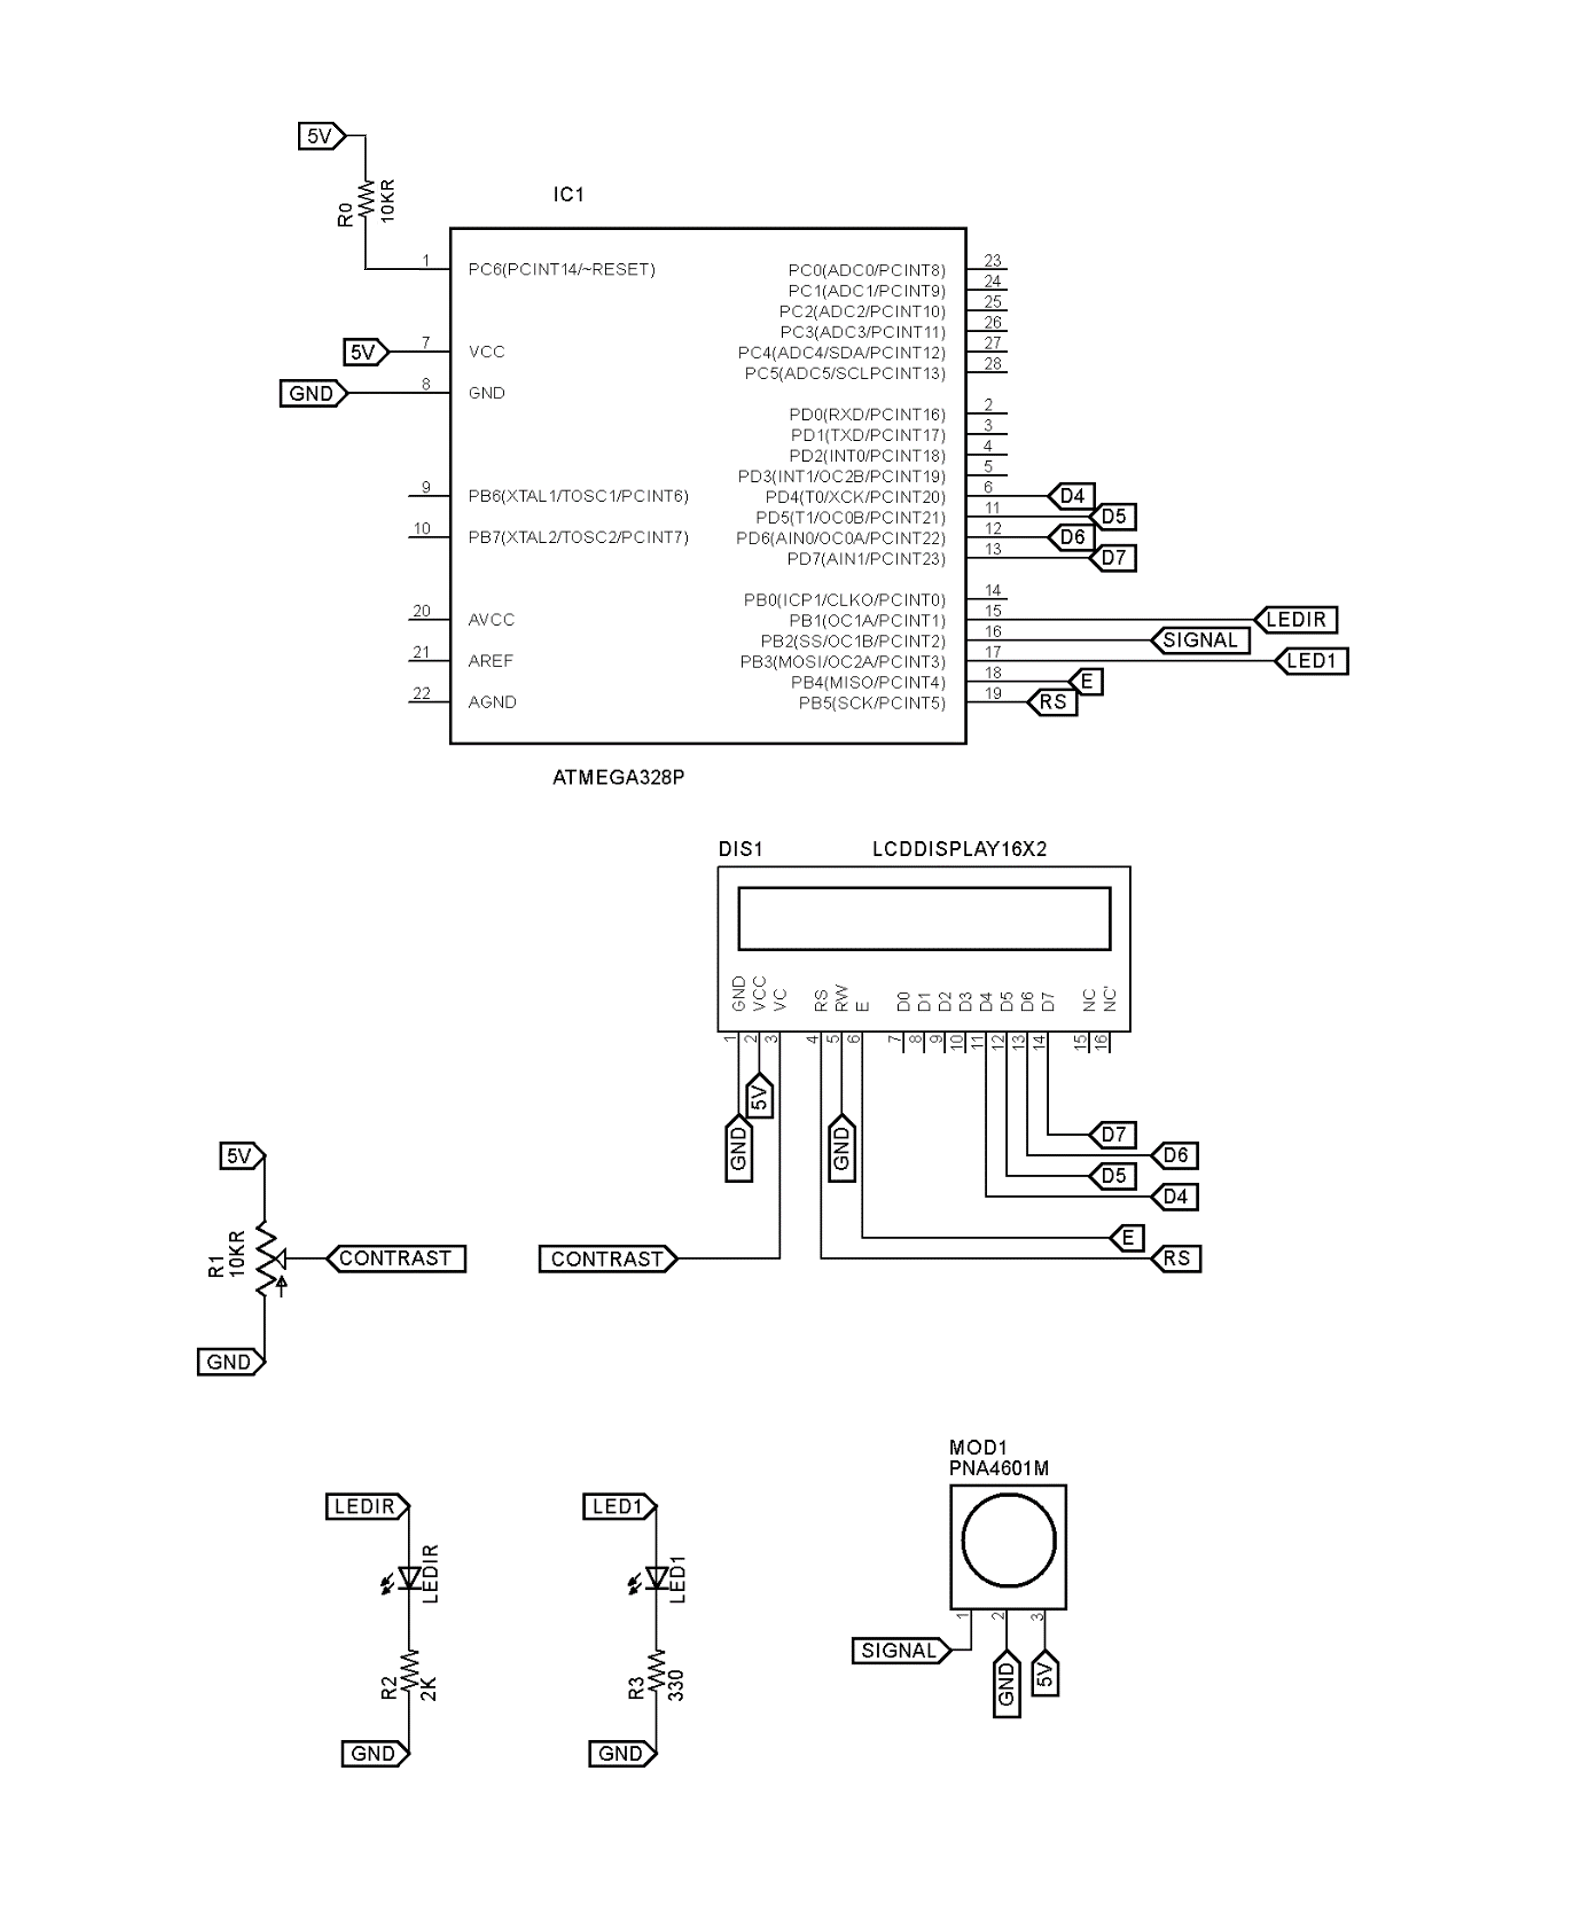 5V
R0
10KR
IC1
1 PC6(PCINT14/~RESET)
5V 7 VCC
GND 8 GND
9 PB6(XTAL1/TOSC1/PCINT6)
10 PB7(XTAL2/TOSC2/PCINT7)
20 AVCC
21 AREF
22 AGND
PC0(ADC0/PCINT8) 23
PC1(ADC1/PCINT9) 24
PC2(ADC2/PCINT10) 25
PC3(ADC3/PCINT11) 26
PC4(ADC4/SDA/PCINT12) 27
PC5(ADC5/SCLPCINT13) 28
PD0(RXD/PCINT16) 2
PD1(TXD/PCINT17) 3
PD2(INT0/PCINT18) 4
PD3(INT1/OC2B/PCINT19) 5
PD4(T0/XCK/PCINT20) 6 D4
PD5(T1/OC0B/PCINT21) 11 D5
PD6(AIN0/OC0A/PCINT22) 12 D6
PD7(AIN1/PCINT23) 13 D7
PB0(ICP1/CLKO/PCINT0) 14
PB1(OC1A/PCINT1) 15 LEDIR
PB2(SS/OC1B/PCINT2) 16 SIGNAL
PB3(MOSI/OC2A/PCINT3) 17 LED1
PB4(MISO/PCINT4) 18 E
PB5(SCK/PCINT5) 19 RS
ATMEGA328P
DIS1 LCDDISPLAY16X2
GND VCC VC RS RW E D0 D1 D2 D3 D4 D5 D6 D7 NC NC'
1 2 3 4 5 6 7 8 9 10 11 12 13 14 15 16
5V
GND GND
D7
D6
D5
D4
E
RS
CONTRAST
5V
R1
10KR
CONTRAST
GND
LEDIR
LEDIR
R2
2K
GND
LED1
LED1
R3
330
GND
MOD1
PNA4601M
1 2 3
SIGNAL
GND
5V